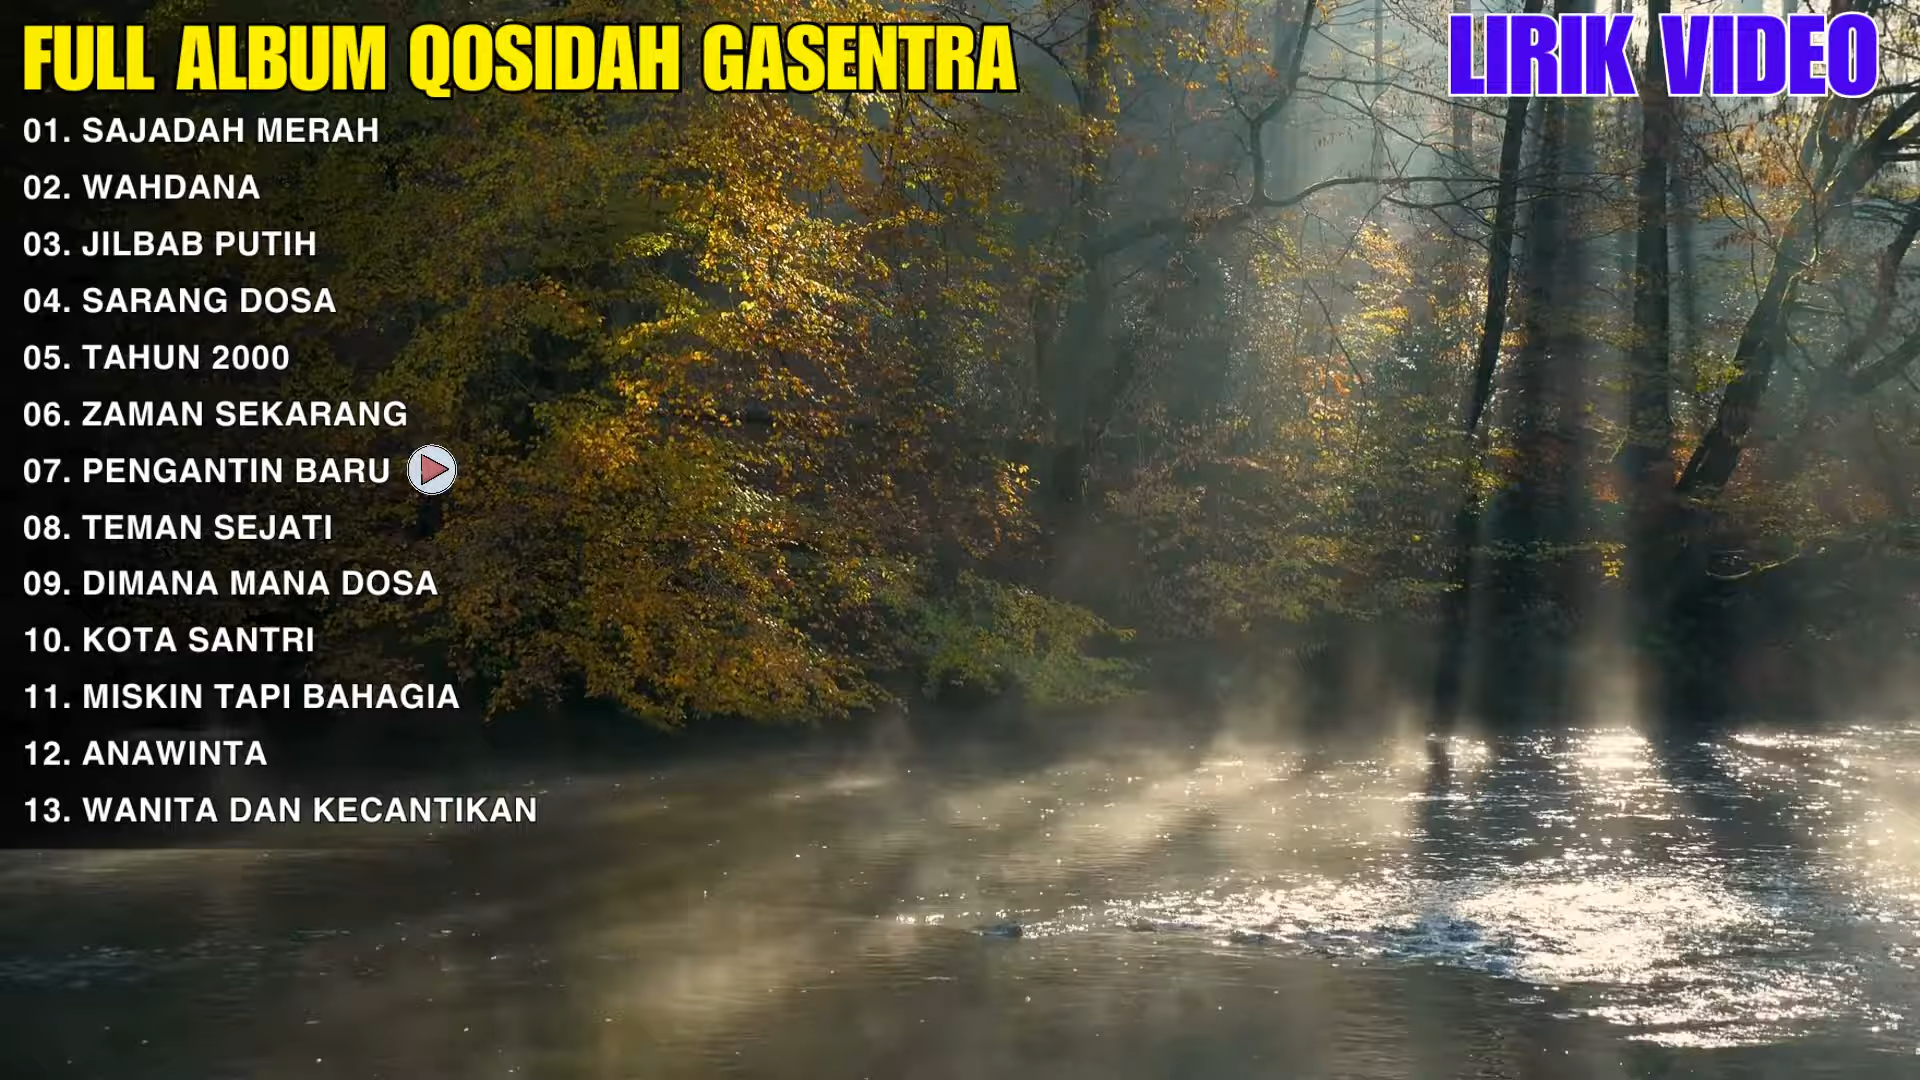 FULL ALBUM QOSIDAH GASENTRA
LIRIK VIDEO
01. SAJADAH MERAH
02. WAHDANA
03. JILBAB PUTIH
04. SARANG DOSA
05. TAHUN 2000
06. ZAMAN SEKARANG
07. PENGANTIN BARU
08. TEMAN SEJATI
09. DIMANA MANA DOSA
10. KOTA SANTRI
11. MISKIN TAPI BAHAGIA
12. ANAWINTA
13. WANITA DAN KECANTIKAN